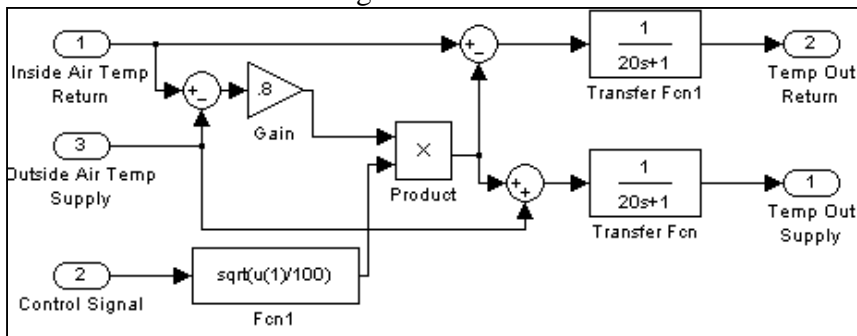 1
Inside Air Temp
Return
3
Outside Air Temp
Supply
2
Control Signal
+
−
.8
Gain
×
Product
sqrt(u(1)/100)
Fcn1
+
−
+
+
1
20s+1
Transfer Fcn1
1
20s+1
Transfer Fcn
2
Temp Out
Return
1
Temp Out
Supply